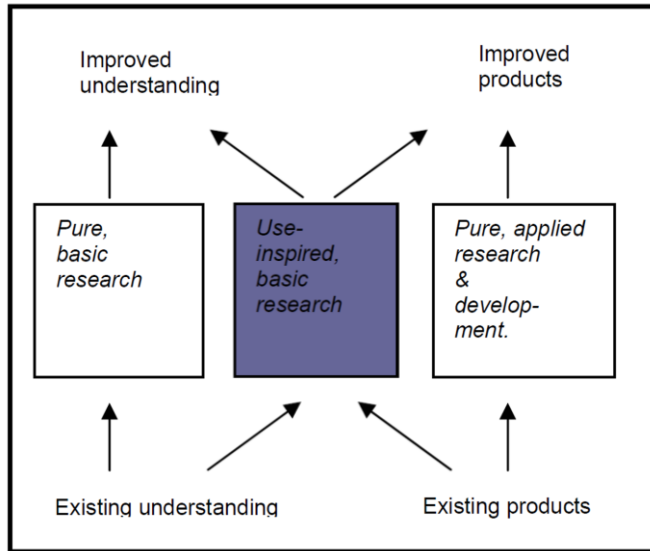 Improved
understanding
Improved
products
Pure,
basic
research
Use-
inspired,
basic
research
Pure, applied
research
&
develop-
ment.
Existing understanding
Existing products